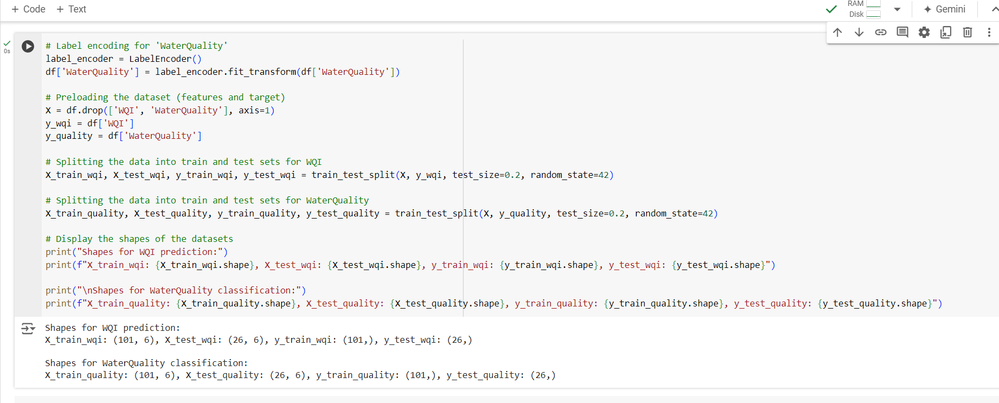 + Code + Text
RAM
Disk
Gemini
0s
# Label encoding for 'WaterQuality'
label_encoder = LabelEncoder()
df['WaterQuality'] = label_encoder.fit_transform(df['WaterQuality'])
# Preloading the dataset (features and target)
X = df.drop(['WQI', 'WaterQuality'], axis=1)
y_wqi = df['WQI']
y_quality = df['WaterQuality']
# Splitting the data into train and test sets for WQI
X_train_wqi, X_test_wqi, y_train_wqi, y_test_wqi = train_test_split(X, y_wqi, test_size=0.2, random_state=42)
# Splitting the data into train and test sets for WaterQuality
X_train_quality, X_test_quality, y_train_quality, y_test_quality = train_test_split(X, y_quality, test_size=0.2, random_state=42)
# Display the shapes of the datasets
print("Shapes for WQI prediction:")
print(f"X_train_wqi: {X_train_wqi.shape}, X_test_wqi: {X_test_wqi.shape}, y_train_wqi: {y_train_wqi.shape}, y_test_wqi: {y_test_wqi.shape}")
print("\nShapes for WaterQuality classification:")
print(f"X_train_quality: {X_train_quality.shape}, X_test_quality: {X_test_quality.shape}, y_train_quality: {y_train_quality.shape}, y_test_quality: {y_test_quality.shape}")
Shapes for WQI prediction:
X_train_wqi: (101, 6), X_test_wqi: (26, 6), y_train_wqi: (101,), y_test_wqi: (26,)
Shapes for WaterQuality classification:
X_train_quality: (101, 6), X_test_quality: (26, 6), y_train_quality: (101,), y_test_quality: (26,)